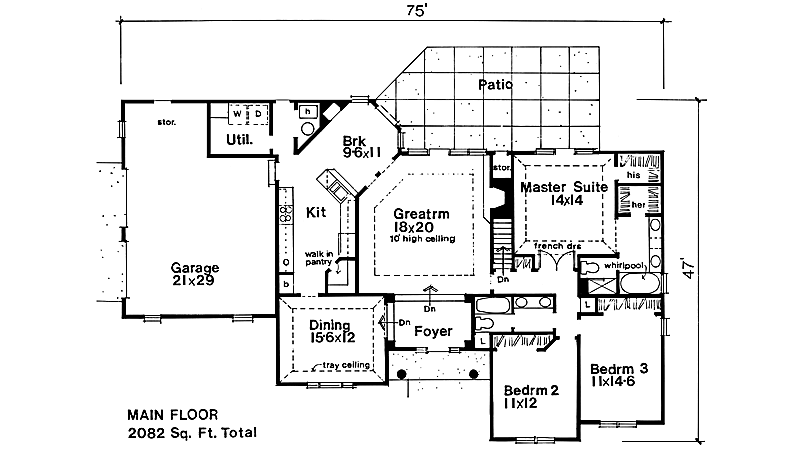 75'
Patio
stor.
W D
Util.
h
Brk
9·6x11
stor.
his
Master Suite
14x14
her
Kit
Greatrm
18x20
10' high ceiling
french drs
walk in
pantry
whirlpool
Dn
47'
Garage
21x29
o
b
Dn
Dn
L
Dining
15·6x12
Foyer
L
tray ceiling
Bedrm 3
11x14·6
Bedrm 2
11x12
MAIN FLOOR
2082 Sq. Ft. Total